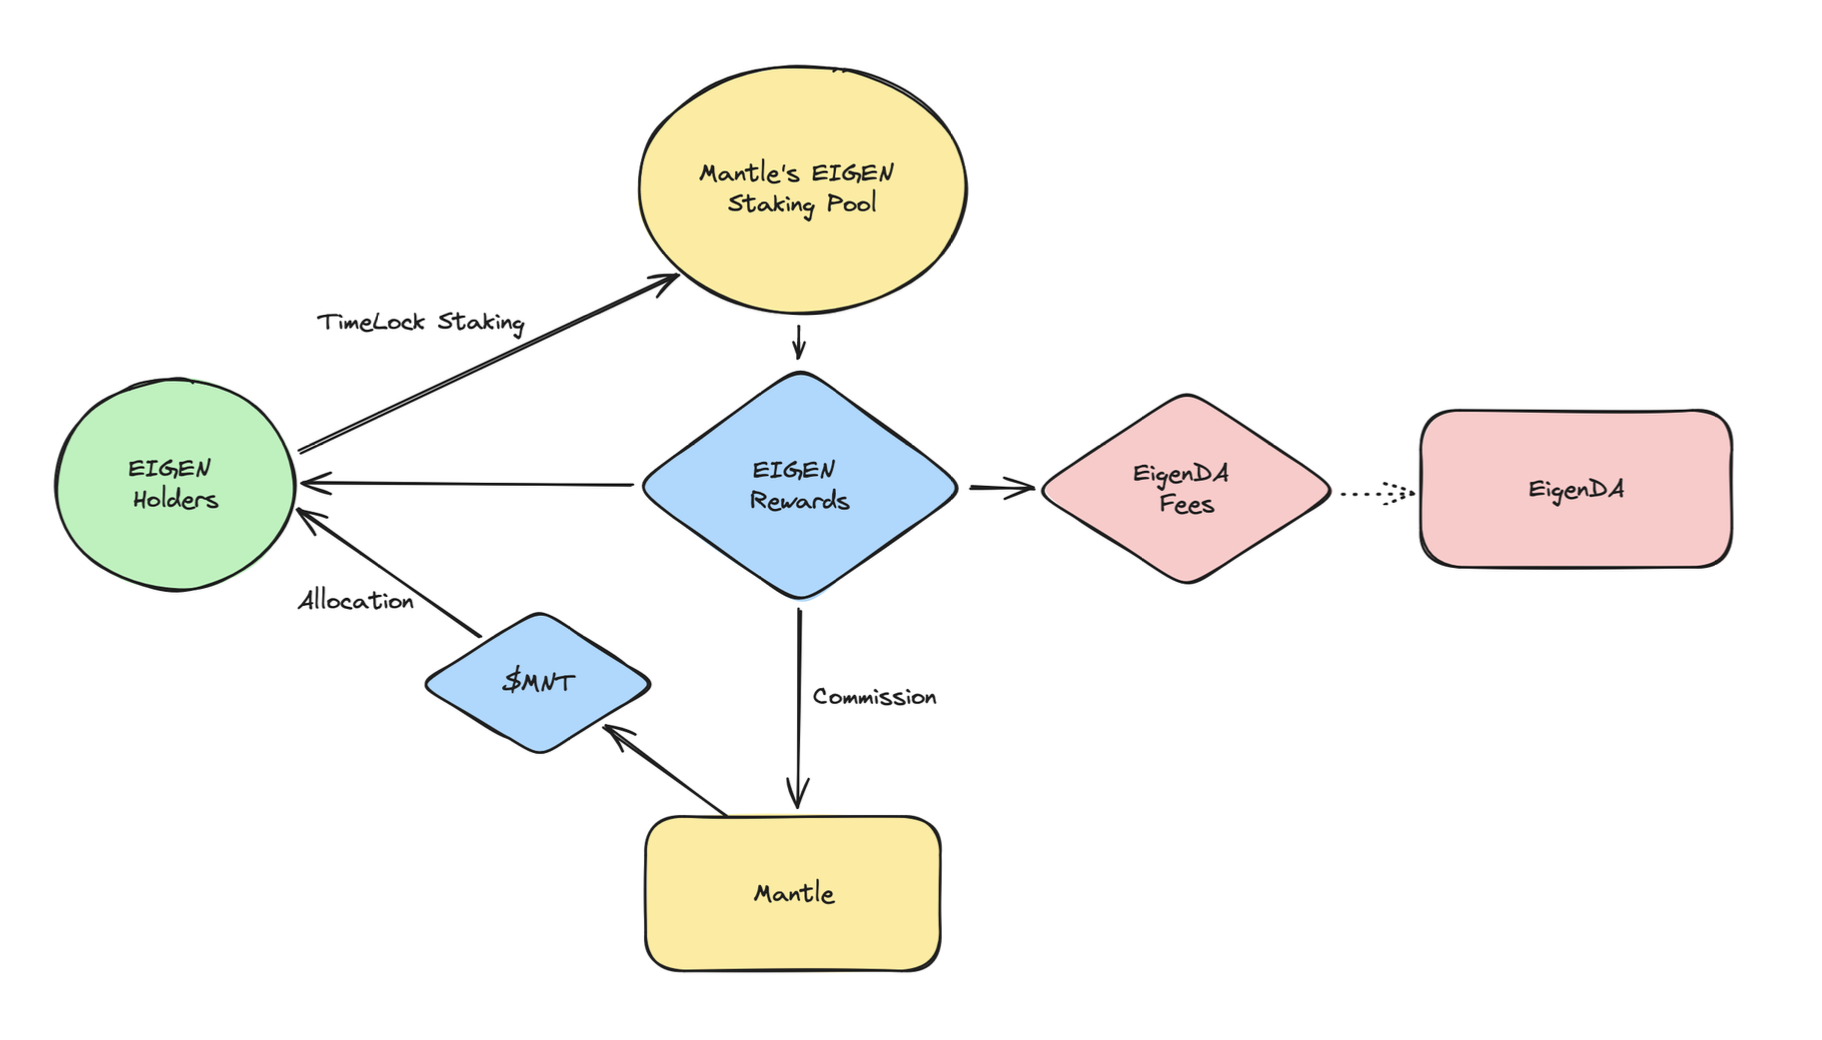 Mantle's EIGEN
Staking Pool
TimeLock Staking
EIGEN
Holders
EIGEN
Rewards
EigenDA
Fees
EigenDA
Allocation
$MNT
Commission
Mantle